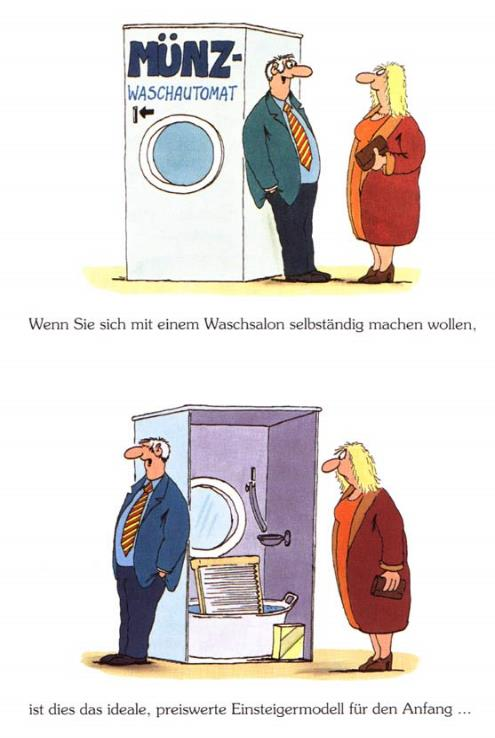 MÜNZ-
WASCHAUTOMAT
Wenn Sie sich mit einem Waschsalon selbständig machen wollen,
ist dies das ideale, preiswerte Einsteigermodell für den Anfang ...